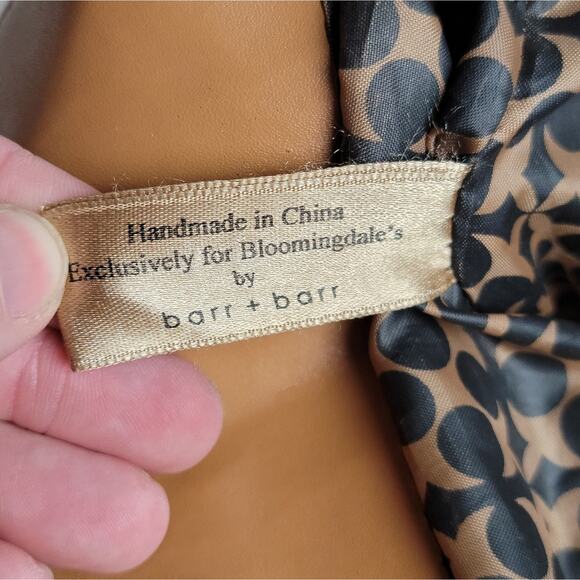 Handmade in China
Exclusively for Bloomingdale's
by
barr + barr